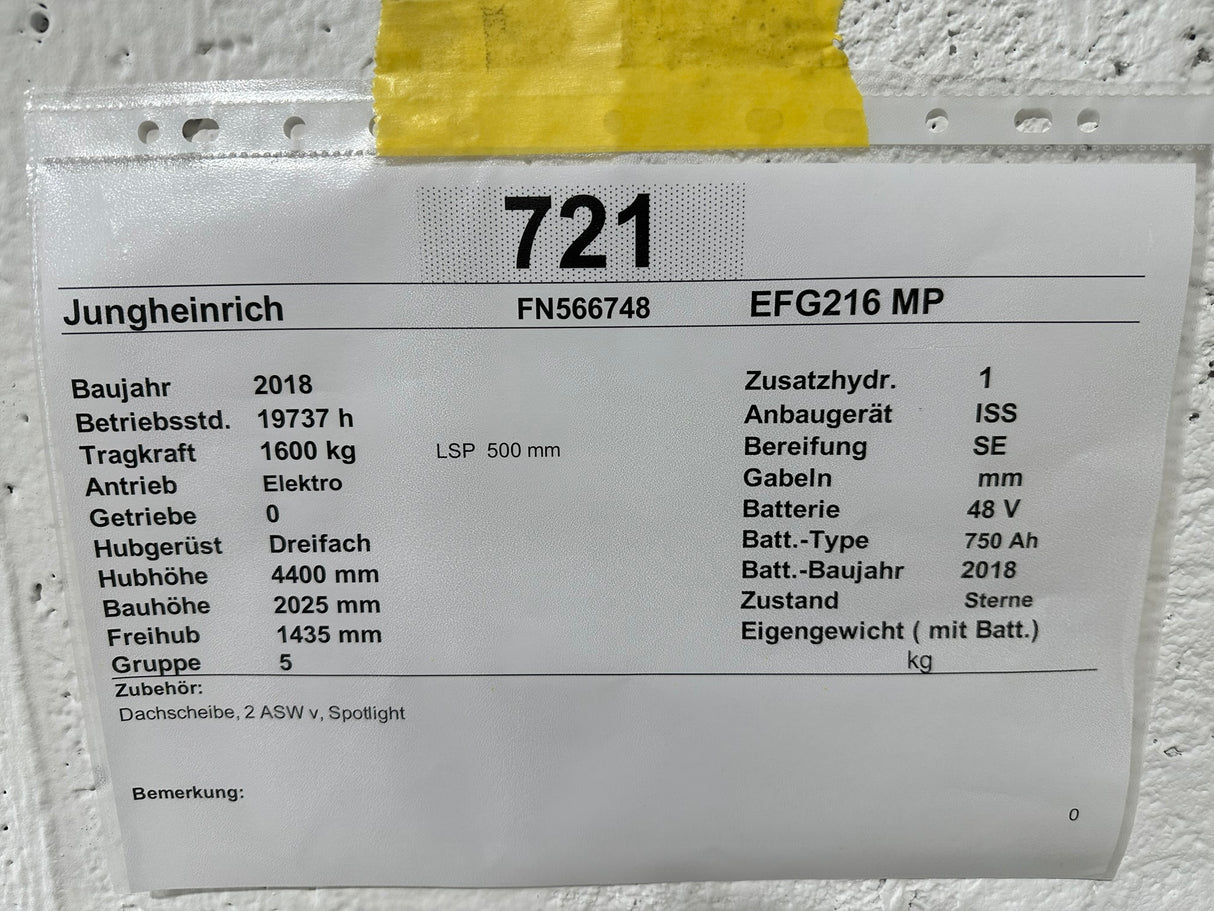 721
Jungheinrich FN566748 EFG216 MP
Baujahr 2018
Betriebsstd. 19737 h
Tragkraft 1600 kg LSP 500 mm
Antrieb Elektro
Getriebe 0
Hubgerüst Dreifach
Hubhöhe 4400 mm
Bauhöhe 2025 mm
Freihub 1435 mm
Gruppe 5
Zusatzhydr. 1
Anbaugerät ISS
Bereifung SE
Gabeln mm
Batterie 48 V
Batt.-Type 750 Ah
Batt.-Baujahr 2018
Zustand Sterne
Eigengewicht ( mit Batt.)
kg
Zubehör:
Dachscheibe, 2 ASW v, Spotlight
Bemerkung:
0